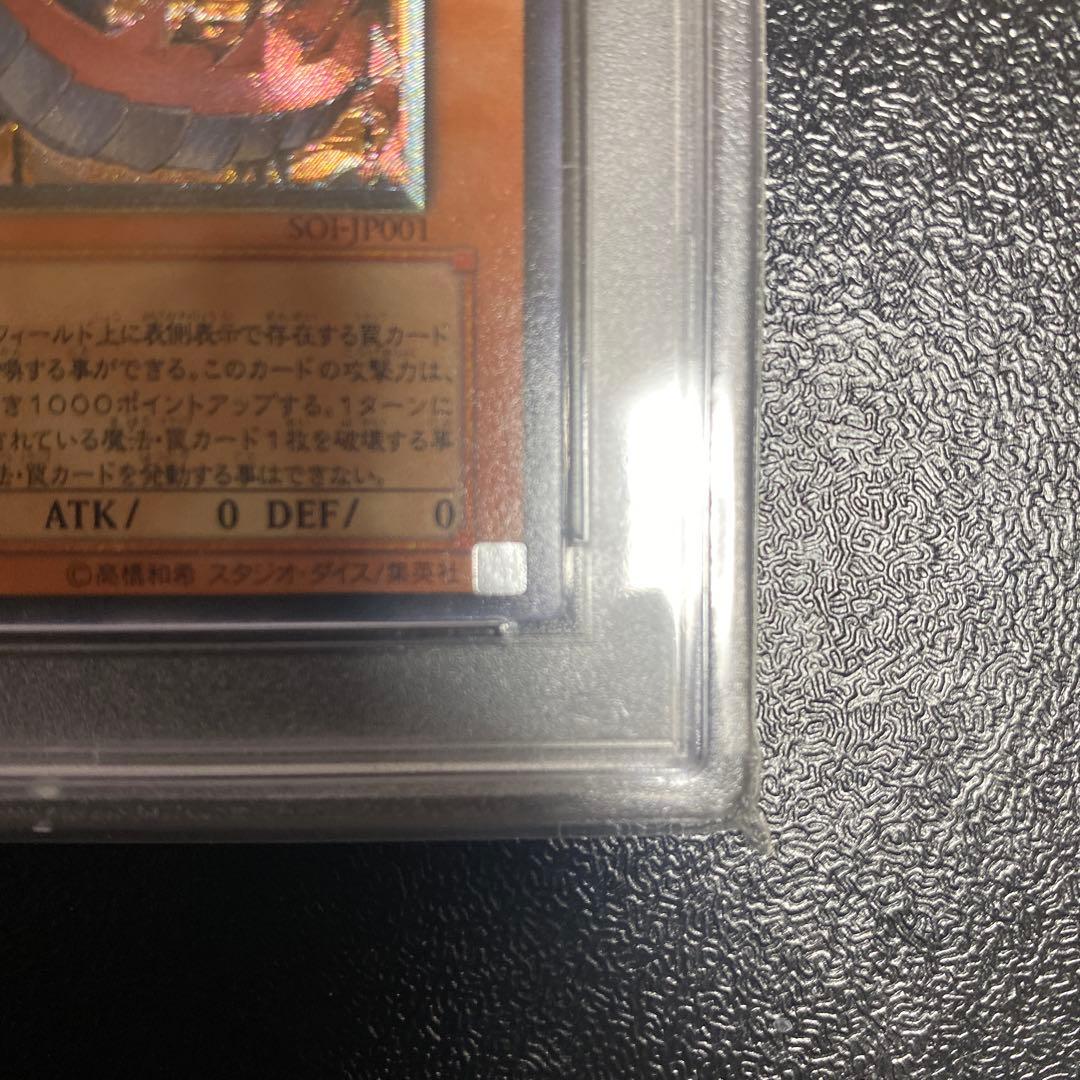 SOI-JP001
フィールド上に表側表示で存在する罠カード
喚する事ができる。このカードの攻撃力は、
き1000ポイントアップする。1ターンに
されている魔法・罠カード1枚を破壊する事
法・罠カードを発動する事はできない。
ATK/ 0 DEF/ 0
©高橋和希 スタジオ・ダイス/集英社